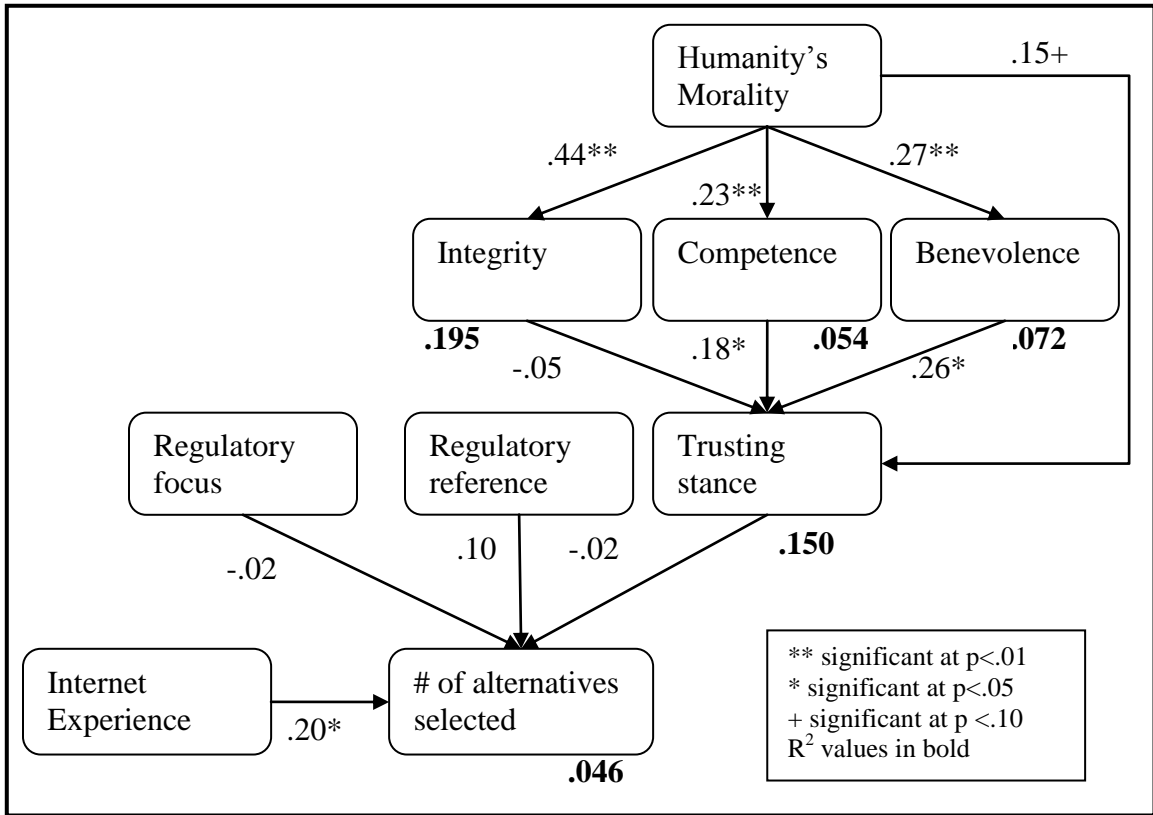 Humanity's
Morality
.15+
.44**
.23**
.27**
Integrity
Competence
Benevolence
.195
.054
.072
-.05
.18*
.26*
Regulatory
focus
Regulatory
reference
Trusting
stance
.150
-.02
.10
-.02
Internet
Experience
.20*
# of alternatives
selected
.046
** significant at p<.01
* significant at p<.05
+ significant at p <.10
R² values in bold